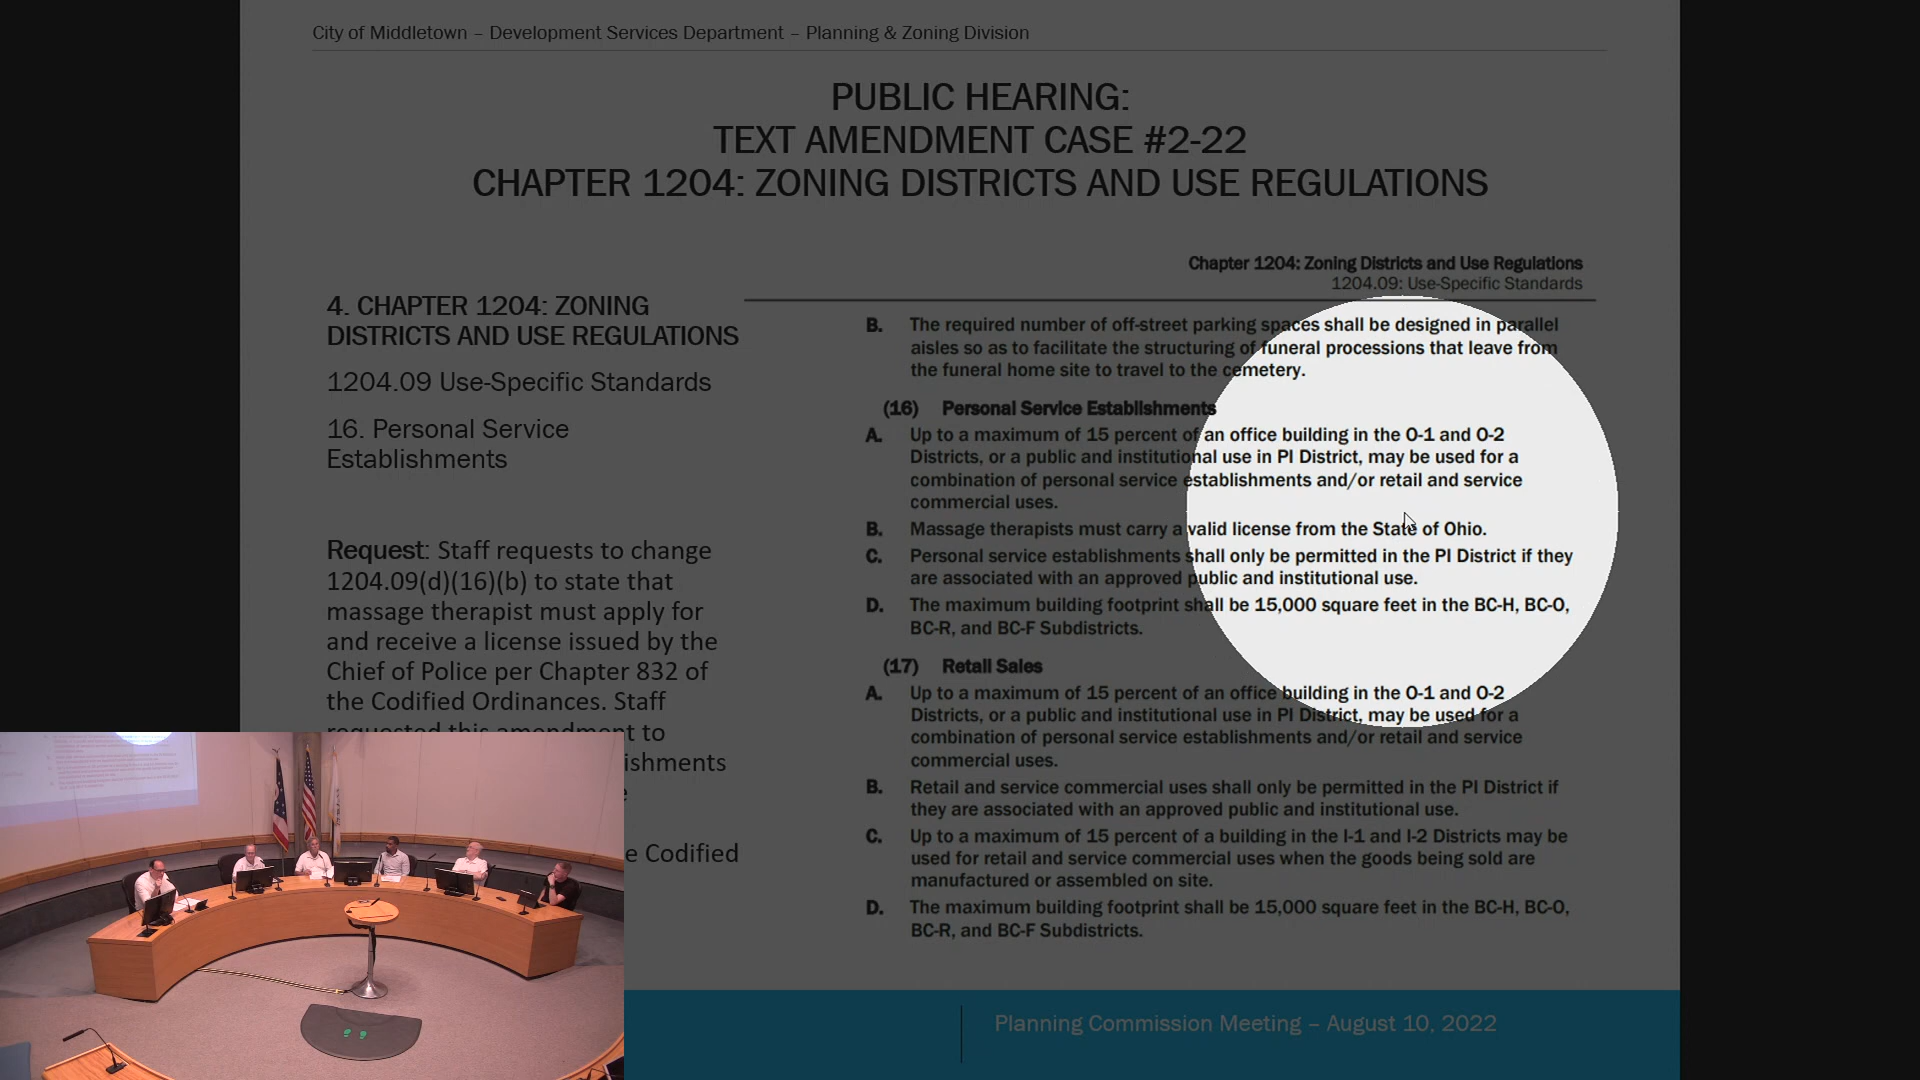 City of Middletown – Development Services Department – Planning & Zoning Division
PUBLIC HEARING:
TEXT AMENDMENT CASE #2-22
CHAPTER 1204: ZONING DISTRICTS AND USE REGULATIONS
4. CHAPTER 1204: ZONING
DISTRICTS AND USE REGULATIONS
1204.09 Use-Specific Standards
16. Personal Service
Establishments
Request: Staff requests to change
1204.09(d)(16)(b) to state that
massage therapist must apply for
and receive a license issued by the
Chief of Police per Chapter 832 of
the Codified Ordinances. Staff
requested this amendment to
ishments
e Codified
Chapter 1204: Zoning Districts and Use Regulations
1204.09: Use-Specific Standards
B. The required number of off-street parking spaces shall be designed in parallel
aisles so as to facilitate the structuring of funeral processions that leave from
the funeral home site to travel to the cemetery.
(16) Personal Service Establishments
A. Up to a maximum of 15 percent of an office building in the O-1 and O-2
Districts, or a public and institutional use in PI District, may be used for a
combination of personal service establishments and/or retail and service
commercial uses.
B. Massage therapists must carry a valid license from the State of Ohio.
C. Personal service establishments shall only be permitted in the PI District if they
are associated with an approved public and institutional use.
D. The maximum building footprint shall be 15,000 square feet in the BC-H, BC-O,
BC-R, and BC-F Subdistricts.
(17) Retail Sales
A. Up to a maximum of 15 percent of an office building in the O-1 and O-2
Districts, or a public and institutional use in PI District, may be used for a
combination of personal service establishments and/or retail and service
commercial uses.
B. Retail and service commercial uses shall only be permitted in the PI District if
they are associated with an approved public and institutional use.
C. Up to a maximum of 15 percent of a building in the I-1 and I-2 Districts may be
used for retail and service commercial uses when the goods being sold are
manufactured or assembled on site.
D. The maximum building footprint shall be 15,000 square feet in the BC-H, BC-O,
BC-R, and BC-F Subdistricts.
Planning Commission Meeting – August 10, 2022